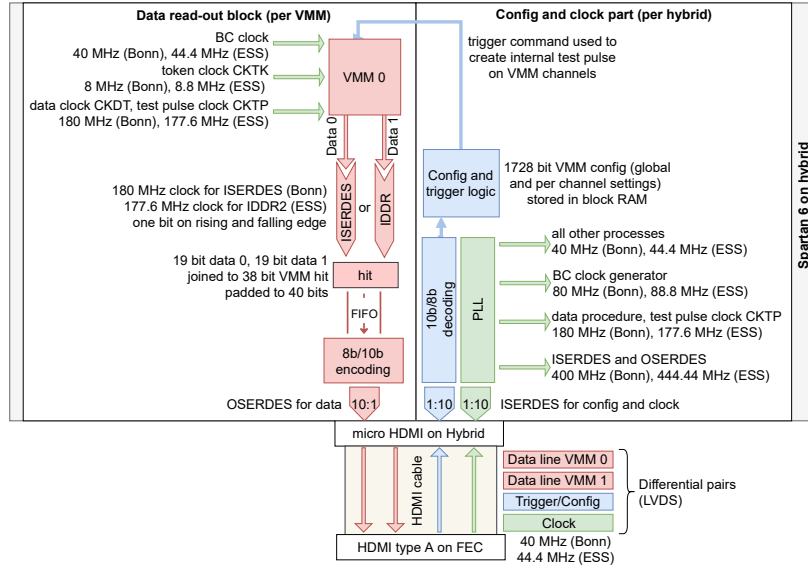 Data read-out block (per VMM)
BC clock
40 MHz (Bonn), 44.4 MHz (ESS)
token clock CKTK
8 MHz (Bonn), 8.8 MHz (ESS)
data clock CKDT, test pulse clock CKTP
180 MHz (Bonn), 177.6 MHz (ESS)
VMM 0
Data 0
Data 1
180 MHz clock for ISERDES (Bonn)
177.6 MHz clock for IDDR2 (ESS)
one bit on rising and falling edge
ISERDES
or
IDDR
19 bit data 0, 19 bit data 1
joined to 38 bit VMM hit
padded to 40 bits
hit
FIFO
8b/10b
encoding
OSERDES for data
10:1
Config and clock part (per hybrid)
trigger command used to
create internal test pulse
on VMM channels
Config and
trigger logic
1728 bit VMM config (global
and per channel settings)
stored in block RAM
10b/8b
decoding
PLL
all other processes
40 MHz (Bonn), 44.4 MHz (ESS)
BC clock generator
80 MHz (Bonn), 88.8 MHz (ESS)
data procedure, test pulse clock CKTP
180 MHz (Bonn), 177.6 MHz (ESS)
ISERDES and OSERDES
400 MHz (Bonn), 444.44 MHz (ESS)
1:10
1:10
ISERDES for config and clock
Spartan 6 on hybrid
micro HDMI on Hybrid
HDMI cable
HDMI type A on FEC
Data line VMM 0
Data line VMM 1
Trigger/Config
Clock
Differential pairs
(LVDS)
40 MHz (Bonn)
44.4 MHz (ESS)